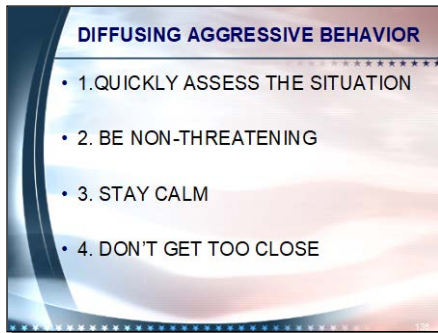 DIFFUSING AGGRESSIVE BEHAVIOR
• 1.QUICKLY ASSESS THE SITUATION
• 2. BE NON-THREATENING
• 3. STAY CALM
• 4. DON'T GET TOO CLOSE